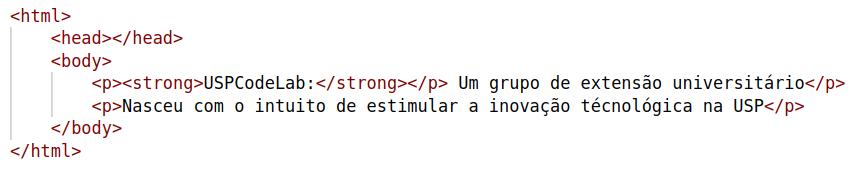 <html>
<head></head>
<body>
<p><strong>USPCodeLab:</strong></p> Um grupo de extensão universitário</p>
<p>Nasceu com o intuito de estimular a inovação técnológica na USP</p>
</body>
</html>